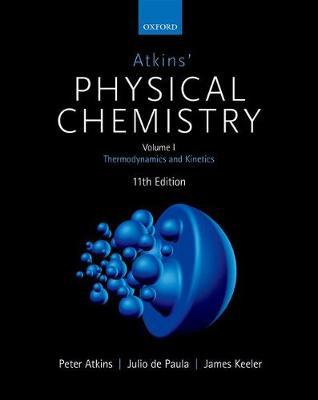 OXFORD
Atkins'
PHYSICAL
CHEMISTRY
Volume I
Thermodynamics and Kinetics
11th Edition
Peter Atkins | Julio de Paula | James Keeler